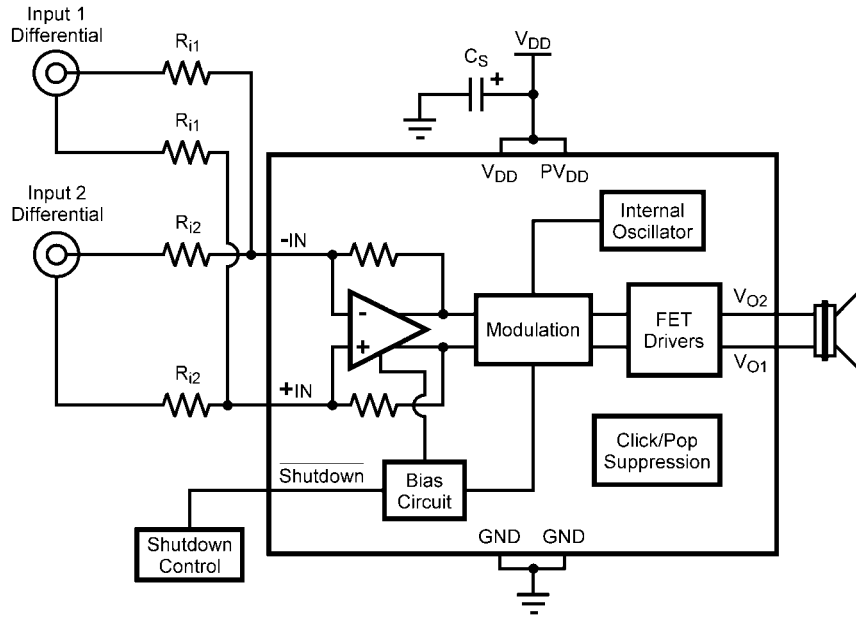 Input 1
Differential
Ri1
Ri1
Input 2
Differential
Ri2
Ri2
CS
+
VDD
VDD
PVDD
Internal
Oscillator
-IN
-
+
+IN
Modulation
FET
Drivers
VO2
VO1
Click/Pop
Suppression
Shutdown
Bias
Circuit
Shutdown
Control
GND
GND